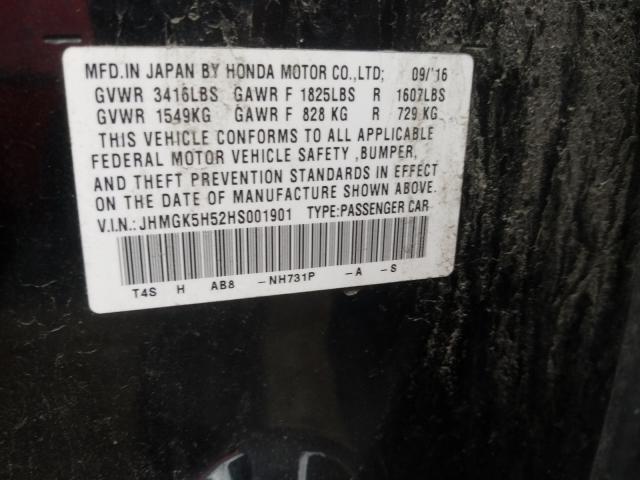 MFD.IN JAPAN BY HONDA MOTOR CO.,LTD; 09/'16
GVWR 3416LBS GAWR F 1825LBS R 1607LBS
GVWR 1549KG GAWR F 828 KG R 729 KG
THIS VEHICLE CONFORMS TO ALL APPLICABLE
FEDERAL MOTOR VEHICLE SAFETY ,BUMPER,
AND THEFT PREVENTION STANDARDS IN EFFECT
ON THE DATE OF MANUFACTURE SHOWN ABOVE.
V.I.N.:JHMGK5H52HS001901 TYPE:PASSENGER CAR
T4S H AB8 -NH731P -A -S